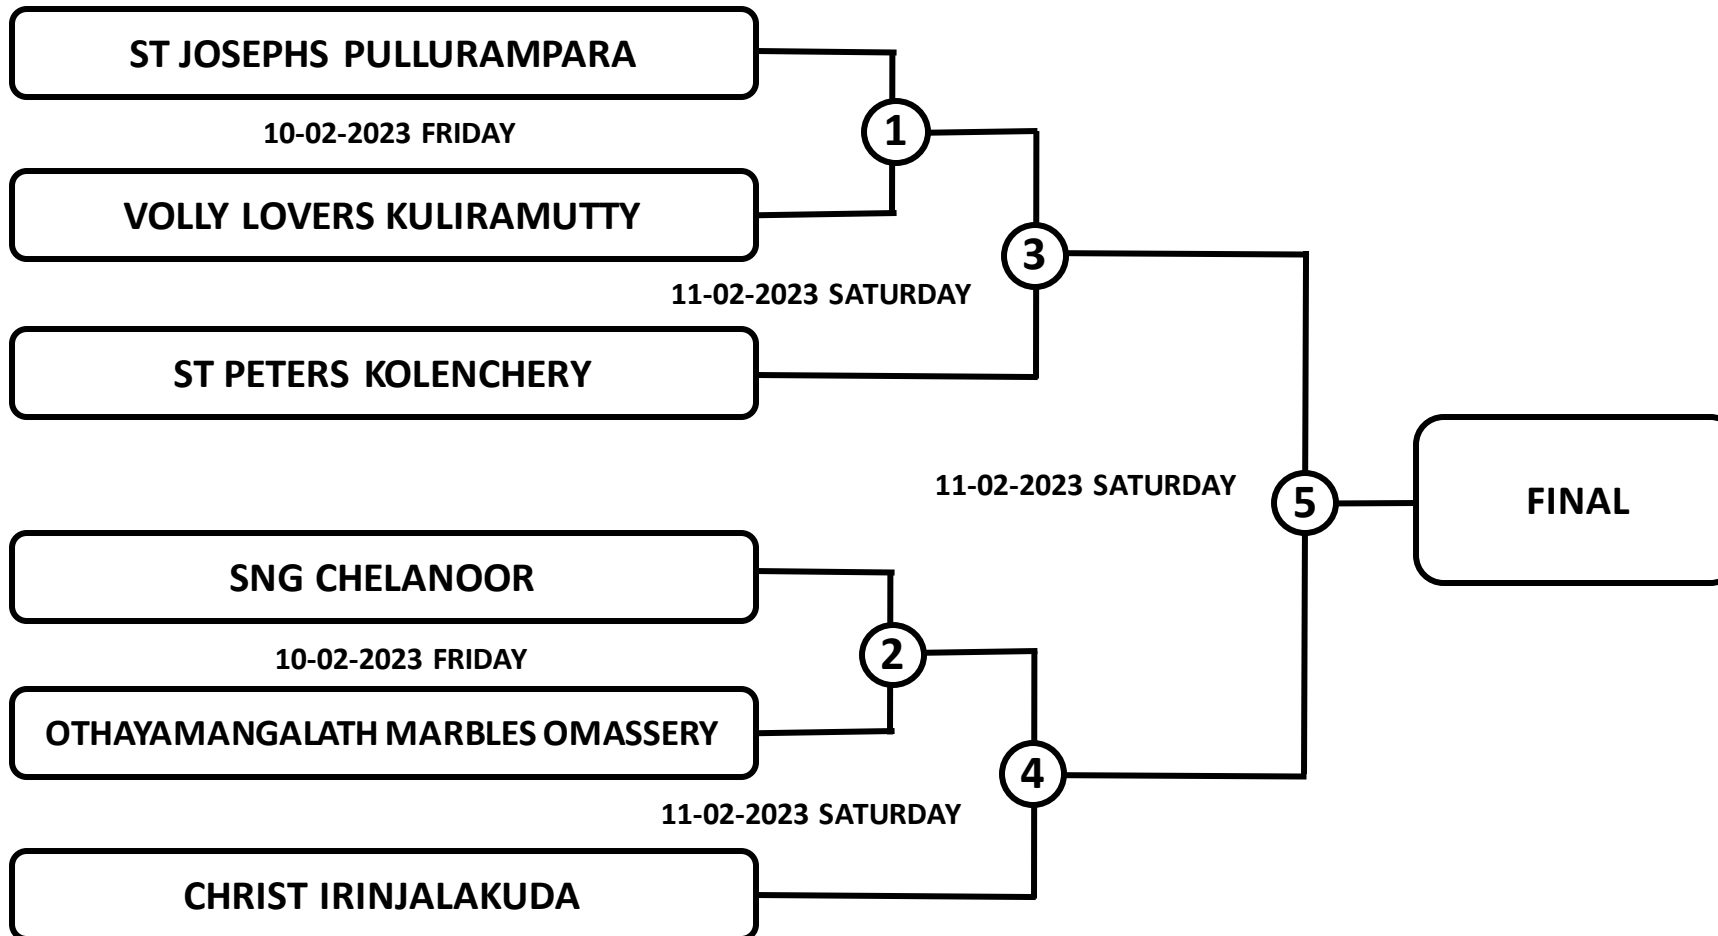 ST JOSEPHS PULLURAMPARA
10-02-2023 FRIDAY
1
VOLLY LOVERS KULIRAMUTTY
3
11-02-2023 SATURDAY
ST PETERS KOLENCHERY
11-02-2023 SATURDAY
5
FINAL
SNG CHELANOOR
10-02-2023 FRIDAY
2
OTHAYAMANGALATH MARBLES OMASSERY
4
11-02-2023 SATURDAY
CHRIST IRINJALAKUDA